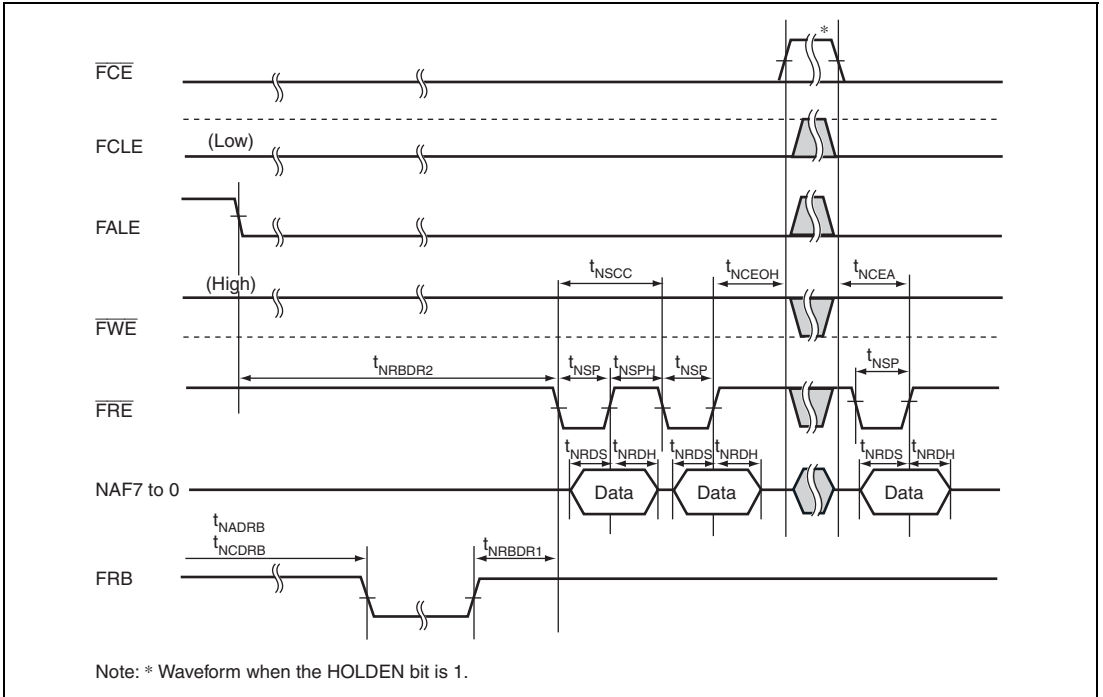 *
FCE
FCLE
(Low)
FALE
(High)
tNSCC
tNCEOH
tNCEA
FWE
tNRBDR2
tNSP
tNSPH
tNSP
tNSP
FRE
tNRDS
tNRDH
tNRDS
tNRDH
tNRDS
tNRDH
NAF7 to 0
Data
Data
Data
tNADRB
tNCDRB
tNRBDR1
FRB
Note: * Waveform when the HOLDEN bit is 1.